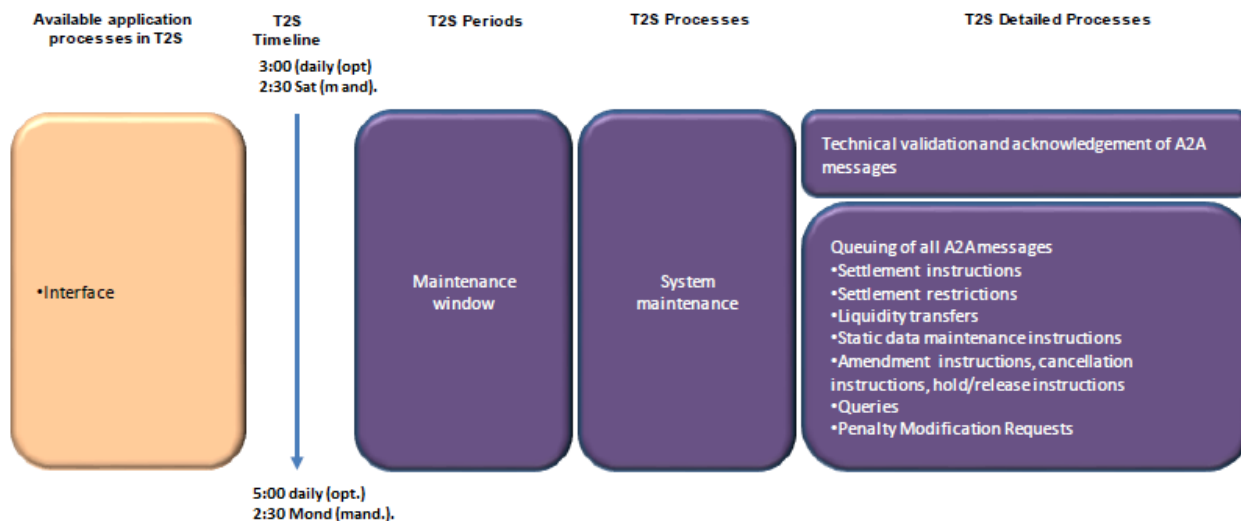 Available application
processes in T2S
T2S
Timeline
T2S Periods
T2S Processes
T2S Detailed Processes
3:00 (daily (opt)
2:30 Sat (m and).
•Interface
Maintenance
window
System
maintenance
Technical validation and acknowledgement of A2A
messages
Queuing of all A2A messages
•Settlement instructions
•Settlement restrictions
•Liquidity transfers
•Static data maintenance instructions
•Amendment instructions, cancellation
instructions, hold/release instructions
•Queries
•Penalty Modification Requests
5:00 daily (opt.)
2:30 Mond (mand.).